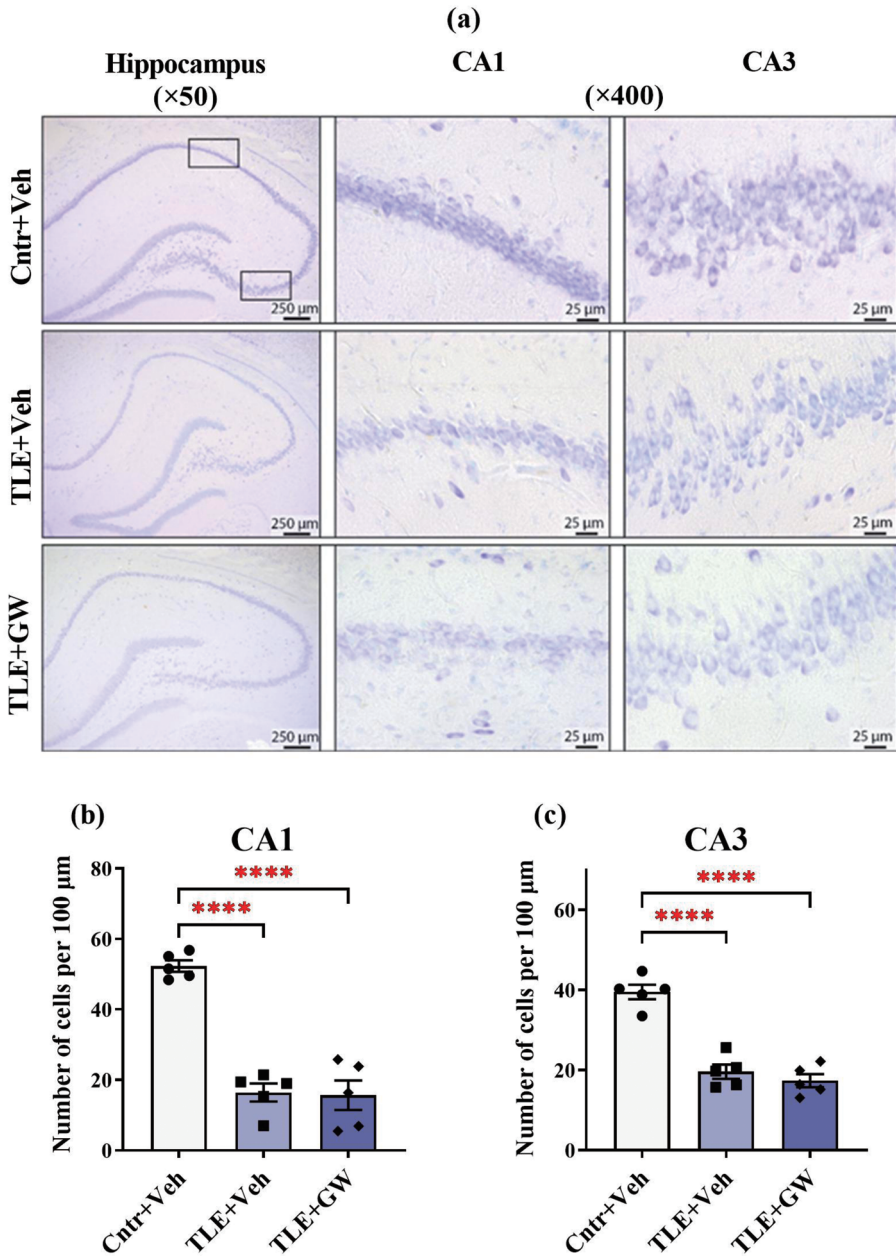 (a)
Hippocampus
(×50)
CA1
CA3
(×400)
Cntr+Veh
250 µm
25 µm
25 µm
TLE+Veh
250 µm
25 µm
25 µm
TLE+GW
250 µm
25 µm
25 µm
(b)
CA1
Number of cells per 100 µm
80
60
40
20
0
****
****
Cntr+Veh
TLE+Veh
TLE+GW
(c)
CA3
Number of cells per 100 µm
60
40
20
0
****
****
Cntr+Veh
TLE+Veh
TLE+GW